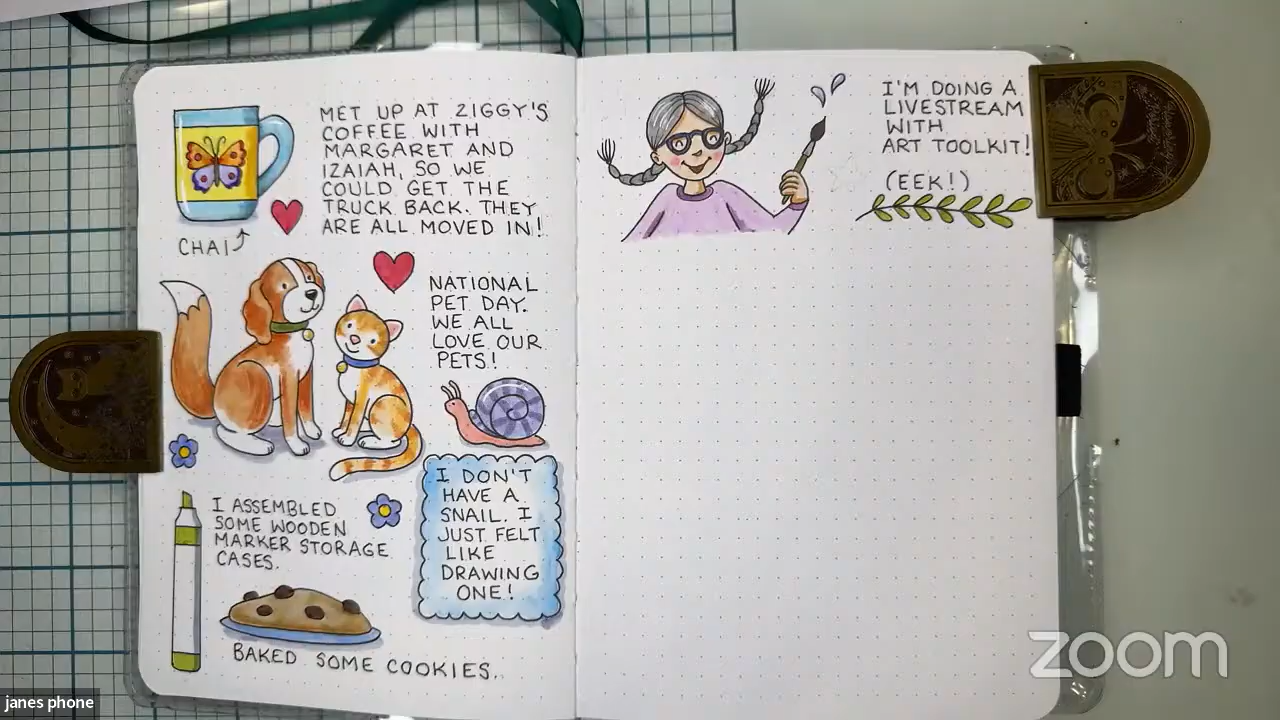 MET UP AT ZIGGY'S
COFFEE WITH
MARGARET AND
IZAIAH, SO WE
COULD GET THE
TRUCK BACK. THEY
ARE ALL MOVED IN!
CHAI
NATIONAL
PET DAY.
WE ALL
LOVE OUR
PETS!
I DON'T
HAVE A
SNAIL. I
JUST FELT
LIKE
DRAWING
ONE!
I ASSEMBLED
SOME WOODEN
MARKER STORAGE
CASES.
BAKED SOME COOKIES.
I'M DOING A
LIVESTREAM
WITH
ART TOOLKIT!
(EEK!)
zoom
janes phone